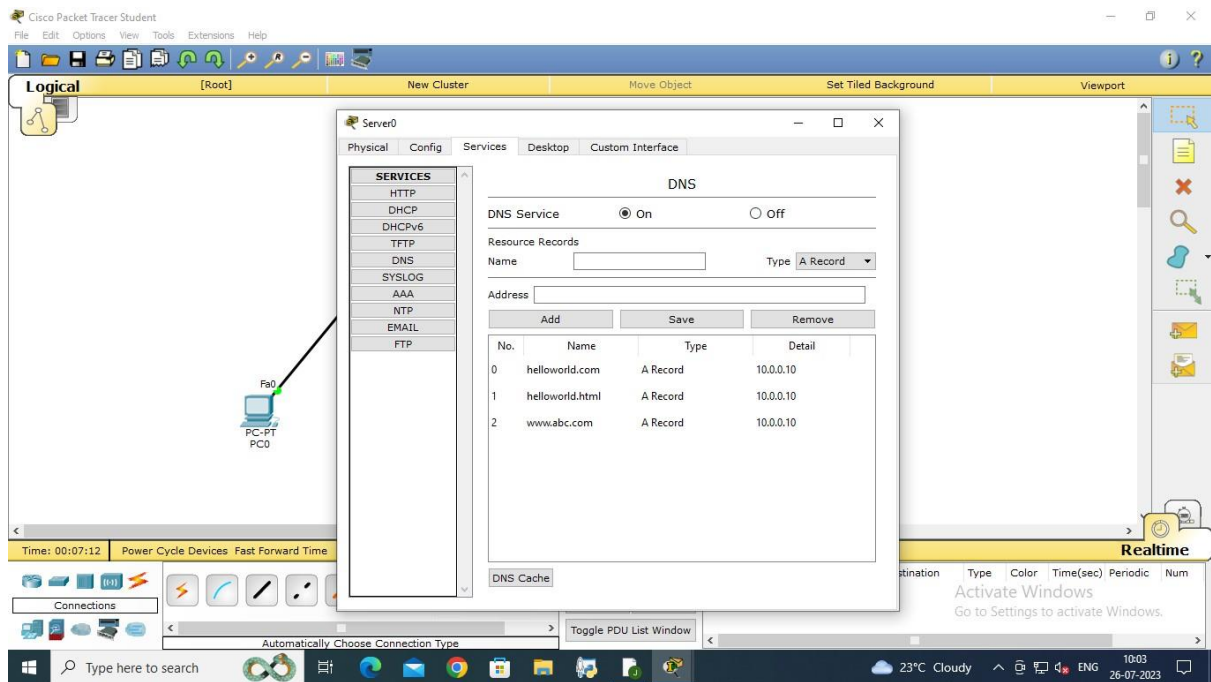 Cisco Packet Tracer Student
File Edit Options View Tools Extensions Help
Logical [Root] New Cluster Move Object Set Tiled Background Viewport
Server0
Physical Config Services Desktop Custom Interface
SERVICES
HTTP
DHCP
DHCPv6
TFTP
DNS
SYSLOG
AAA
NTP
EMAIL
FTP
DNS
DNS Service On Off
Resource Records
Name Type A Record
Address
Add Save Remove
No. Name Type Detail
0 helloworld.com A Record 10.0.0.10
1 helloworld.html A Record 10.0.0.10
2 www.abc.com A Record 10.0.0.10
DNS Cache
Fa0
PC-PT
PC0
Time: 00:07:12 Power Cycle Devices Fast Forward Time Realtime
stination Type Color Time(sec) Periodic Num
Connections
Automatically Choose Connection Type
Toggle PDU List Window
Activate Windows
Go to Settings to activate Windows.
Type here to search
23°C Cloudy ENG 10:03
26-07-2023